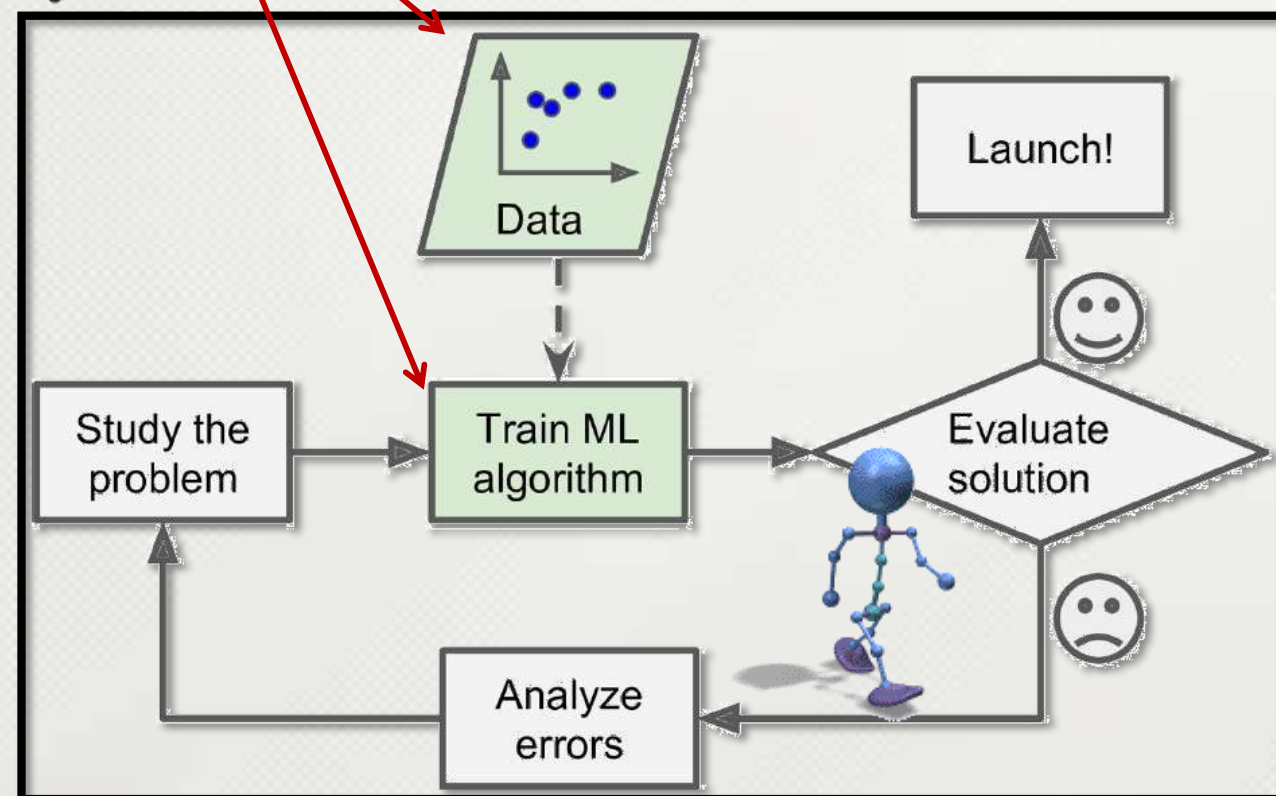 Data
Launch!
Study the
problem
Train ML
algorithm
Evaluate
solution
Analyze
errors